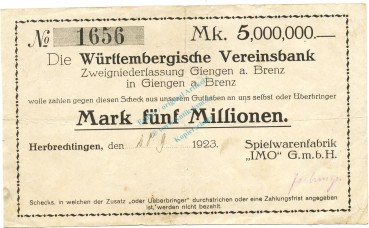 № 1656 Mk. 5,000,000.—
Die Württembergische Vereinsbank
Zweigniederlassung Giengen a. Brenz
in Giengen a. Brenz
wolle zahlen gegen diesen Scheck aus unserem Guthaben an uns selbst oder Ueberbringer
Mark fünf Millionen.
Herbrechtingen, den 1923. Spielwarenfabrik
„IMO" G.m.b.H.
Schecks, in welchen der Zusatz „oder Ueberbringer" durchstrichen oder eine Zahlungsfrist angegeben
ist, werden nicht bezahlt.